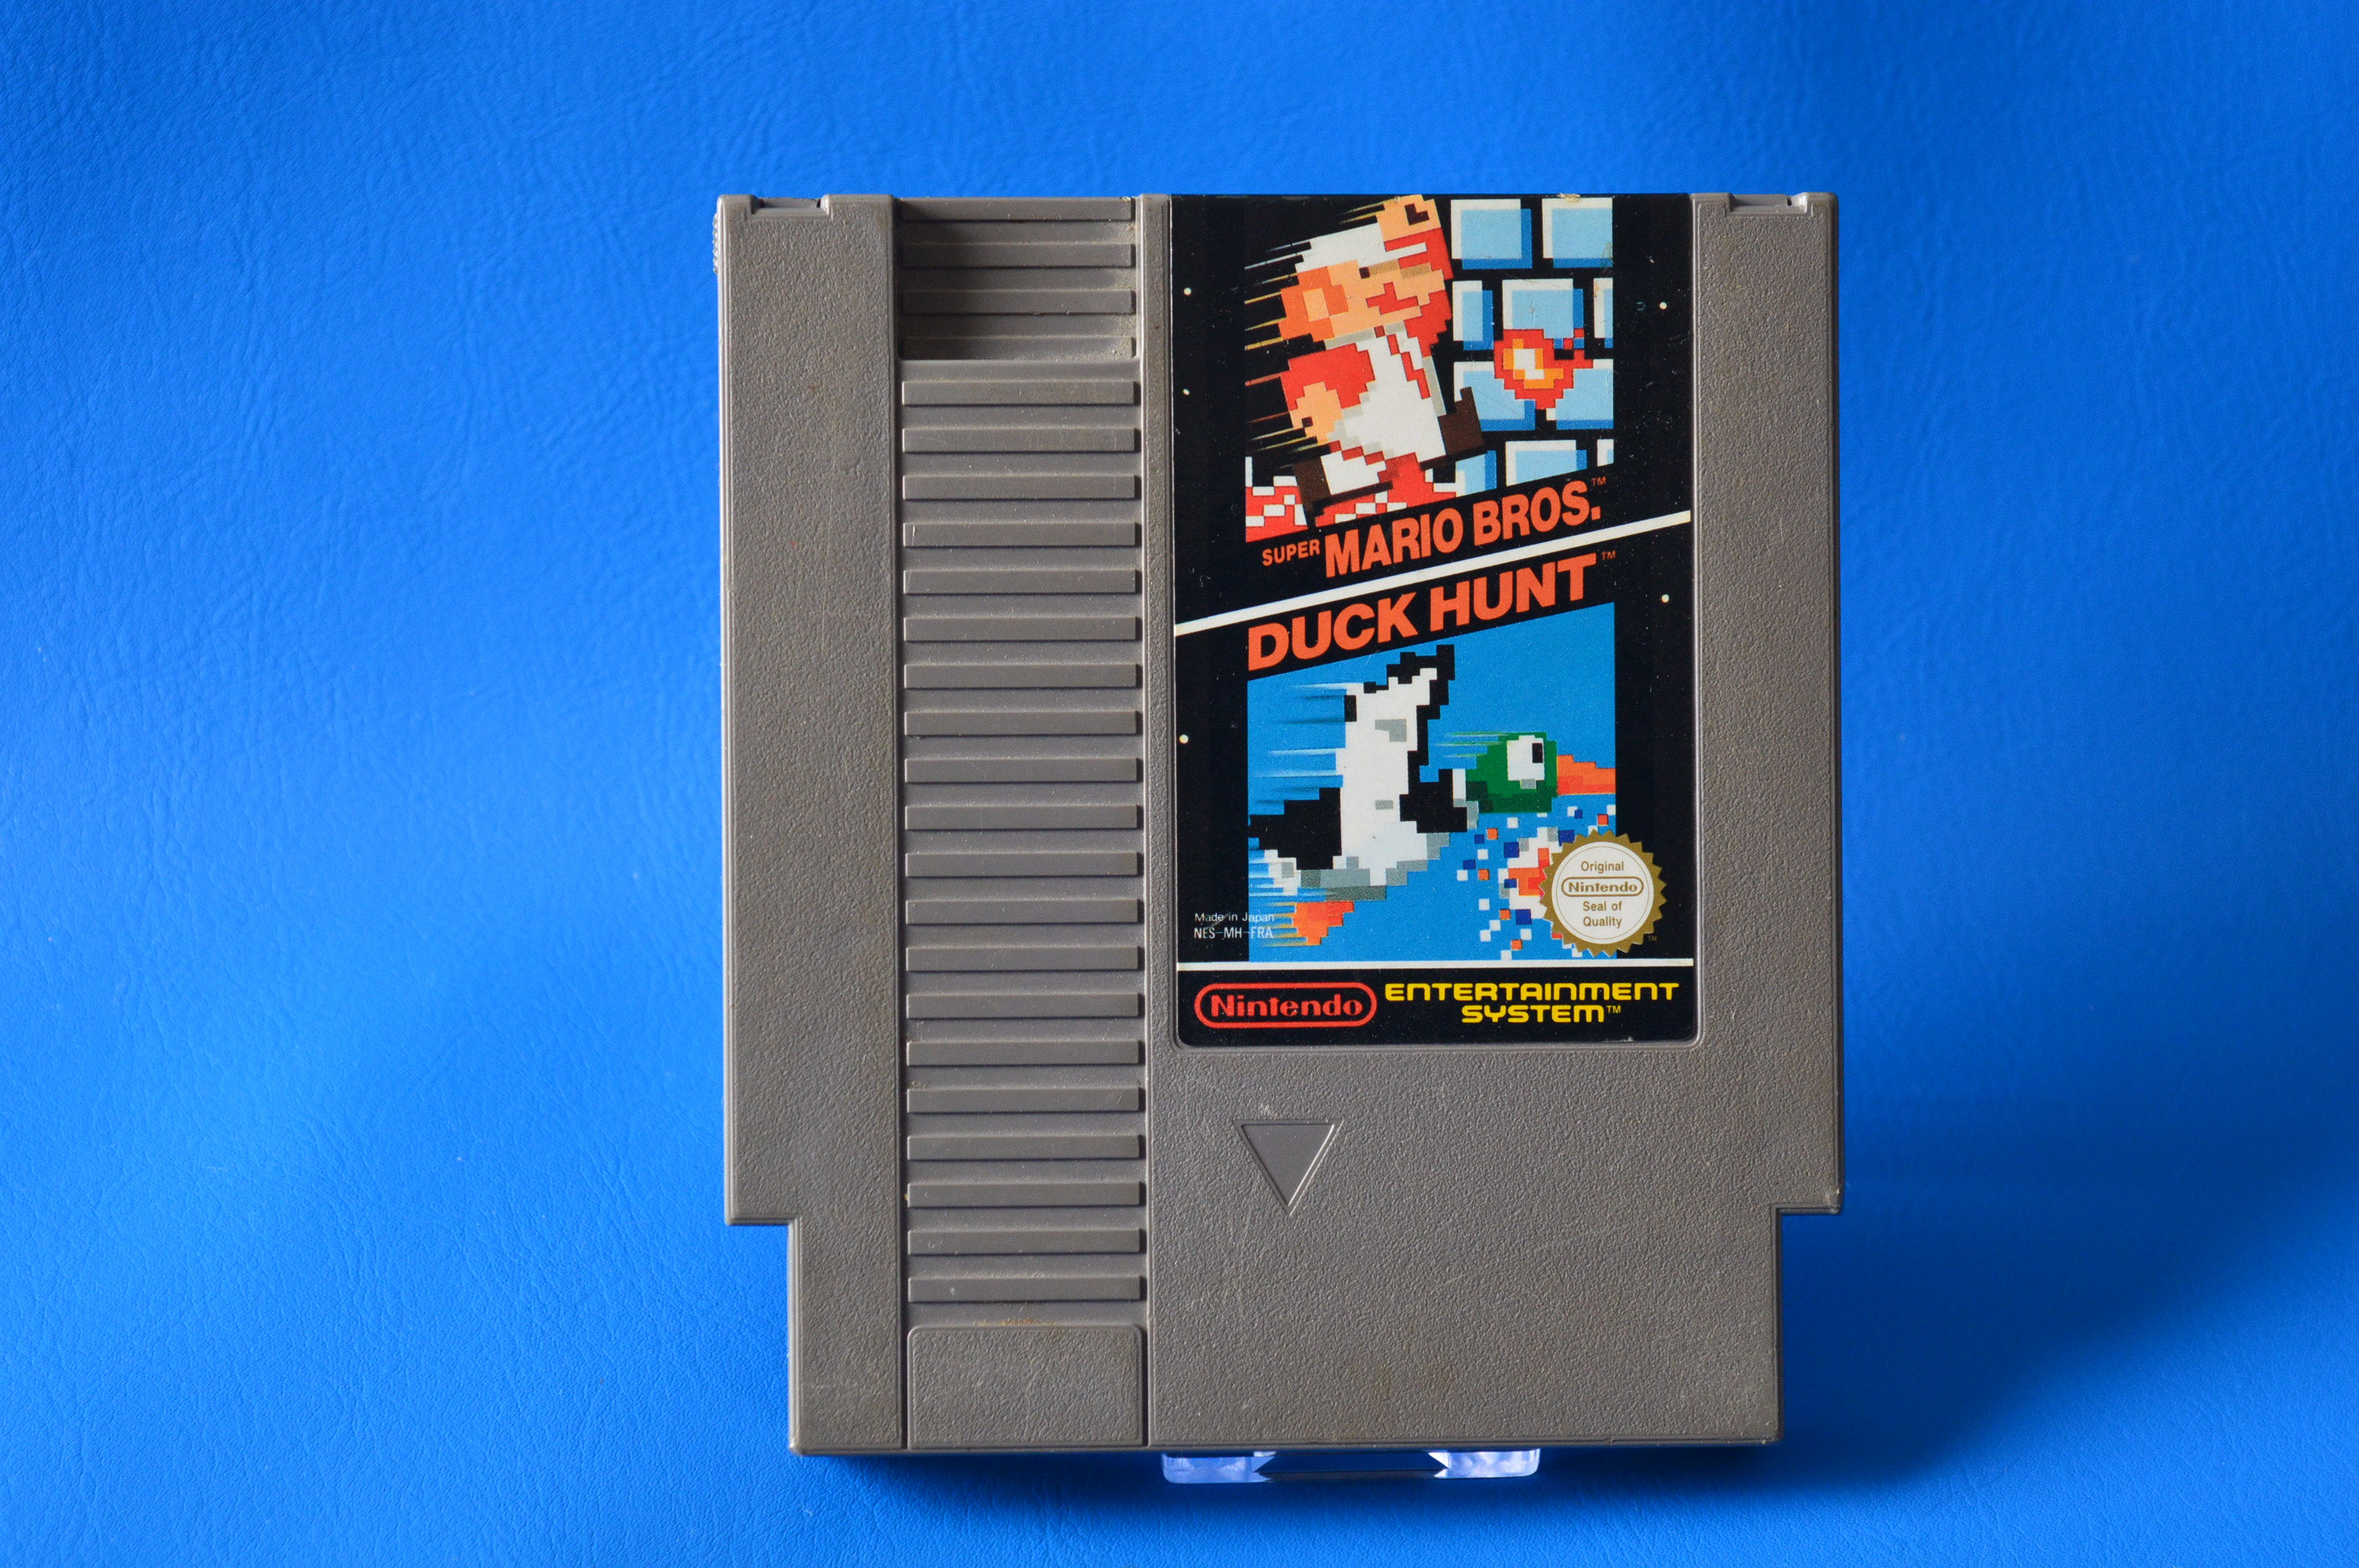 SUPER MARIO BROS.™
DUCK HUNT™
Original
Nintendo
Seal of
Quality
TM
Made in Japan
NES-MH-FRA
Nintendo ENTERTAINMENT
SYSTEM™